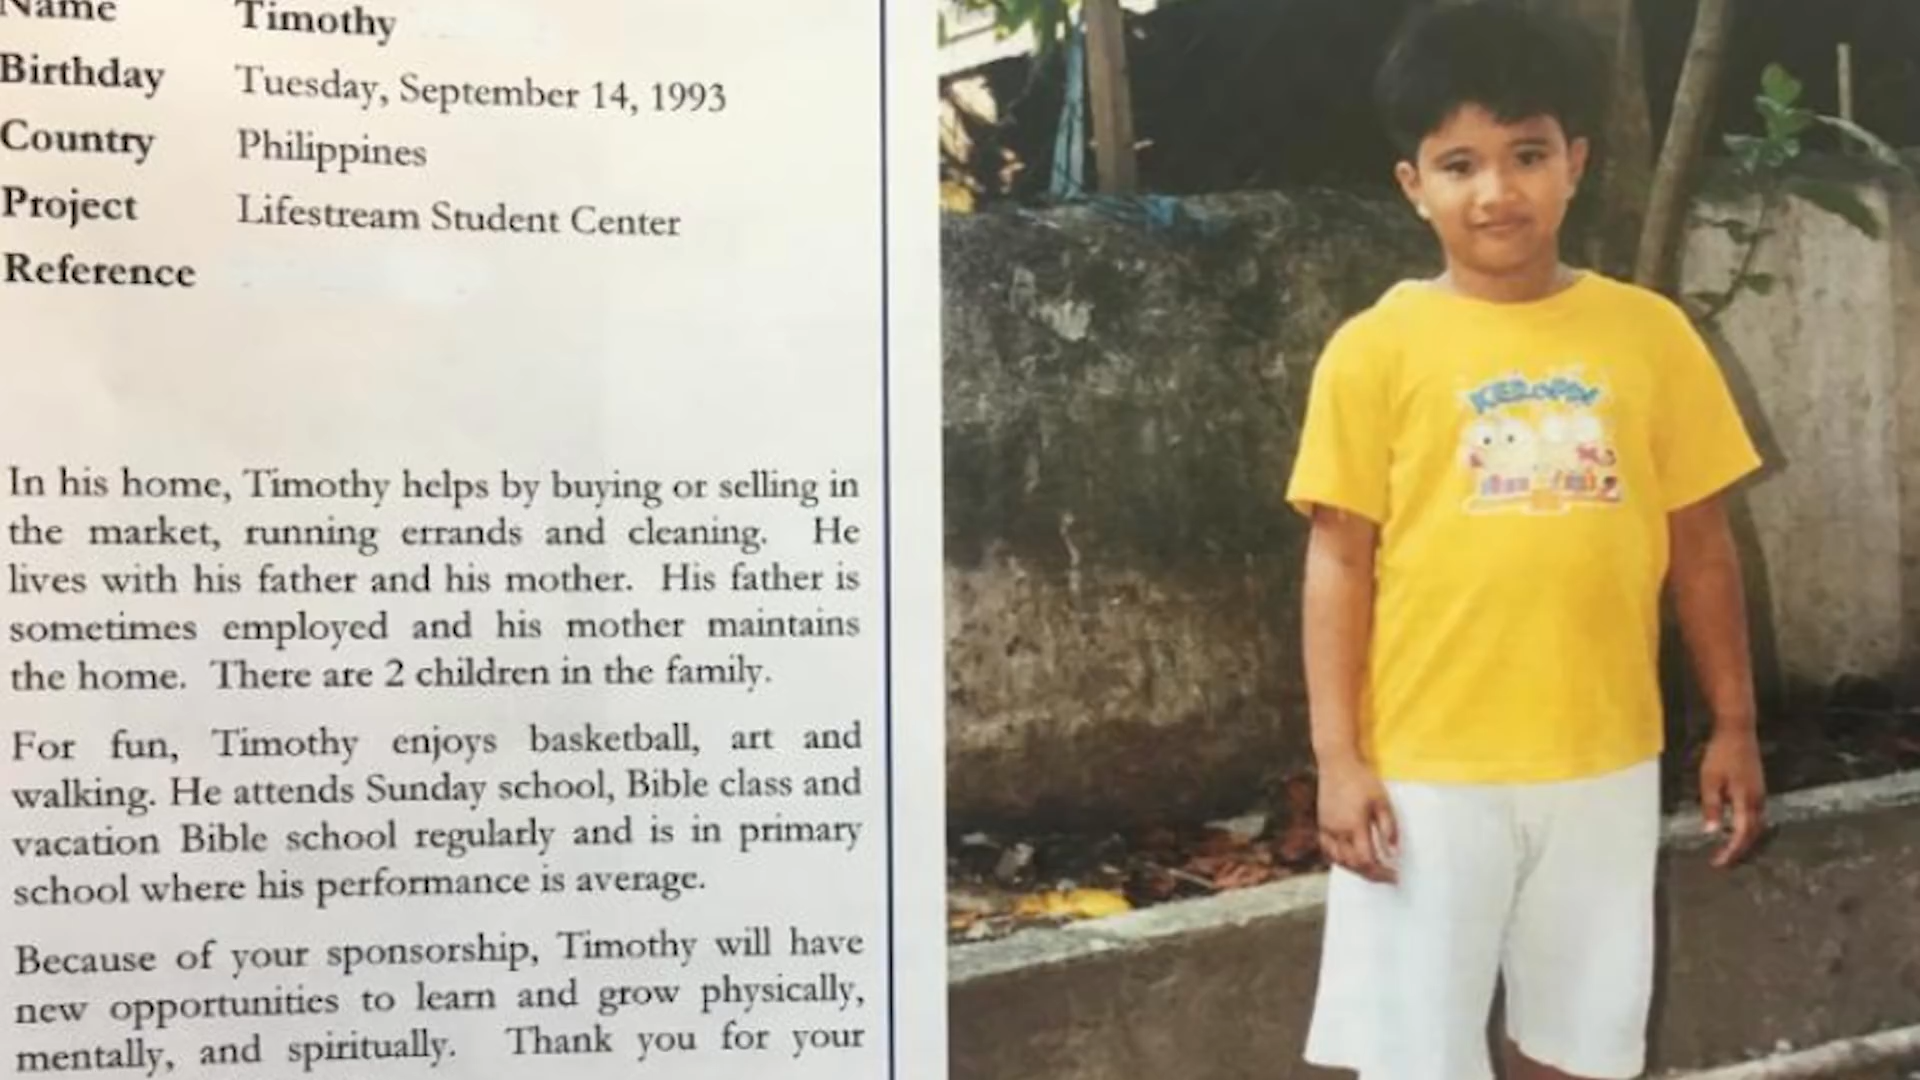 Name Timothy
Birthday Tuesday, September 14, 1993
Country Philippines
Project Lifestream Student Center
Reference
In his home, Timothy helps by buying or selling in
the market, running errands and cleaning. He
lives with his father and his mother. His father is
sometimes employed and his mother maintains
the home. There are 2 children in the family.
For fun, Timothy enjoys basketball, art and
walking. He attends Sunday school, Bible class and
vacation Bible school regularly and is in primary
school where his performance is average.
Because of your sponsorship, Timothy will have
new opportunities to learn and grow physically,
mentally, and spiritually. Thank you for your